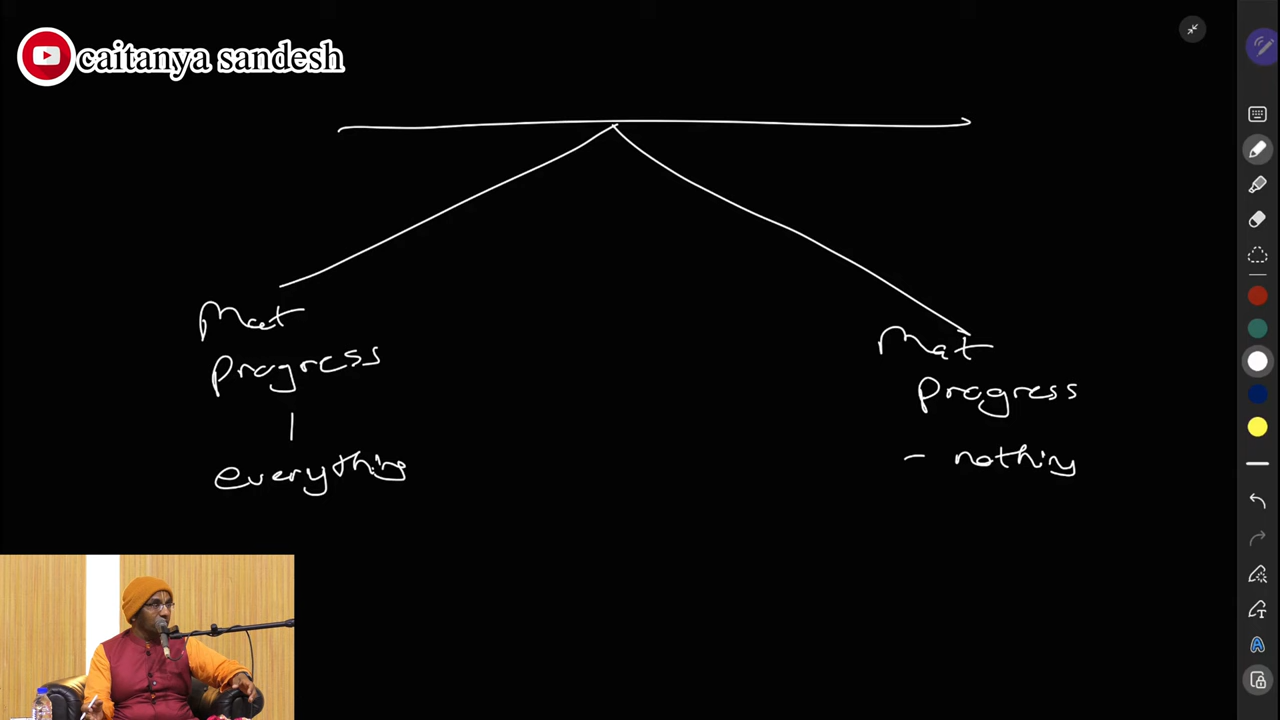 caitanya sandesh
Mat
progress
everything
Mat
progress
- nothing
A